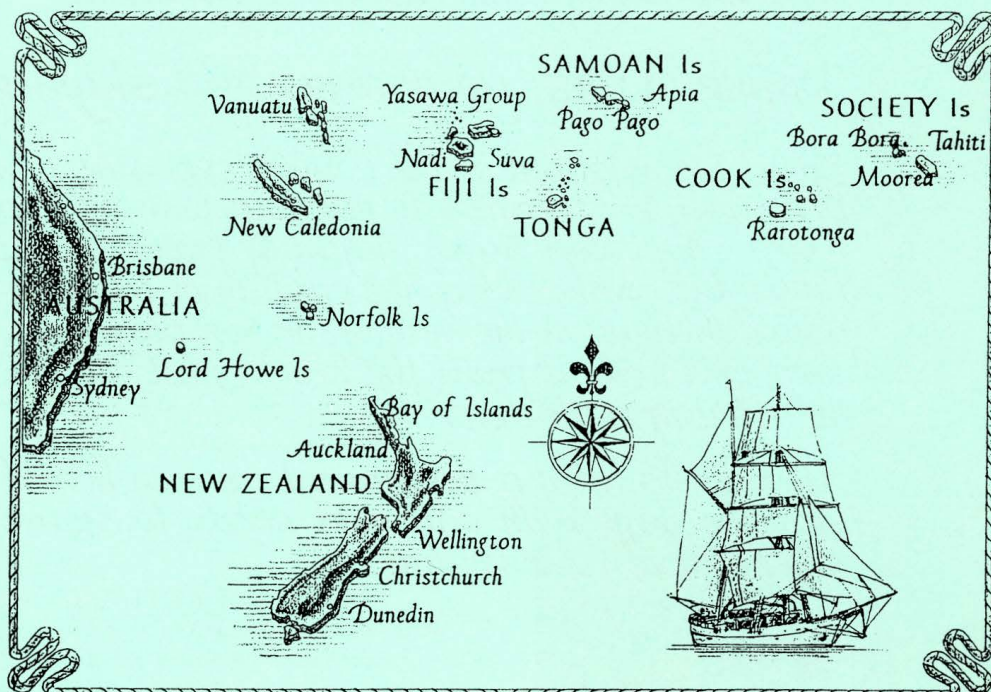 SAMOAN Is
Vanuatu
Yasawa Group
Apia
Pago Pago
SOCIETY Is
Bora Bora
Tahiti
Nadi
Suva
FIJI Is
COOK Is
Moorea
New Caledonia
TONGA
Rarotonga
Brisbane
AUSTRALIA
Norfolk Is
Lord Howe Is
Sydney
Bay of Islands
Auckland
NEW ZEALAND
Wellington
Christchurch
Dunedin